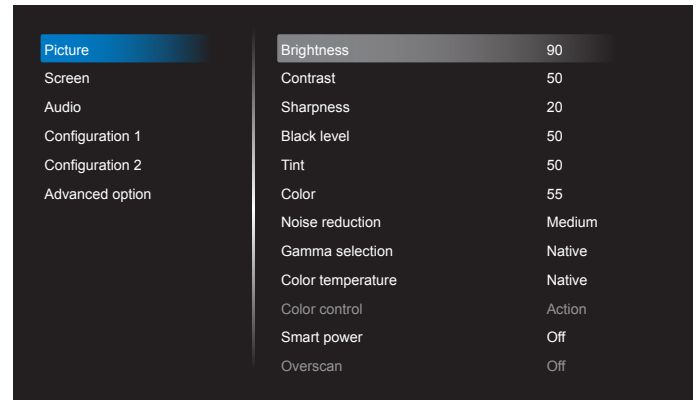 Picture
Screen
Audio
Configuration 1
Configuration 2
Advanced option
Brightness 90
Contrast 50
Sharpness 20
Black level 50
Tint 50
Color 55
Noise reduction Medium
Gamma selection Native
Color temperature Native
Color control Action
Smart power Off
Overscan Off